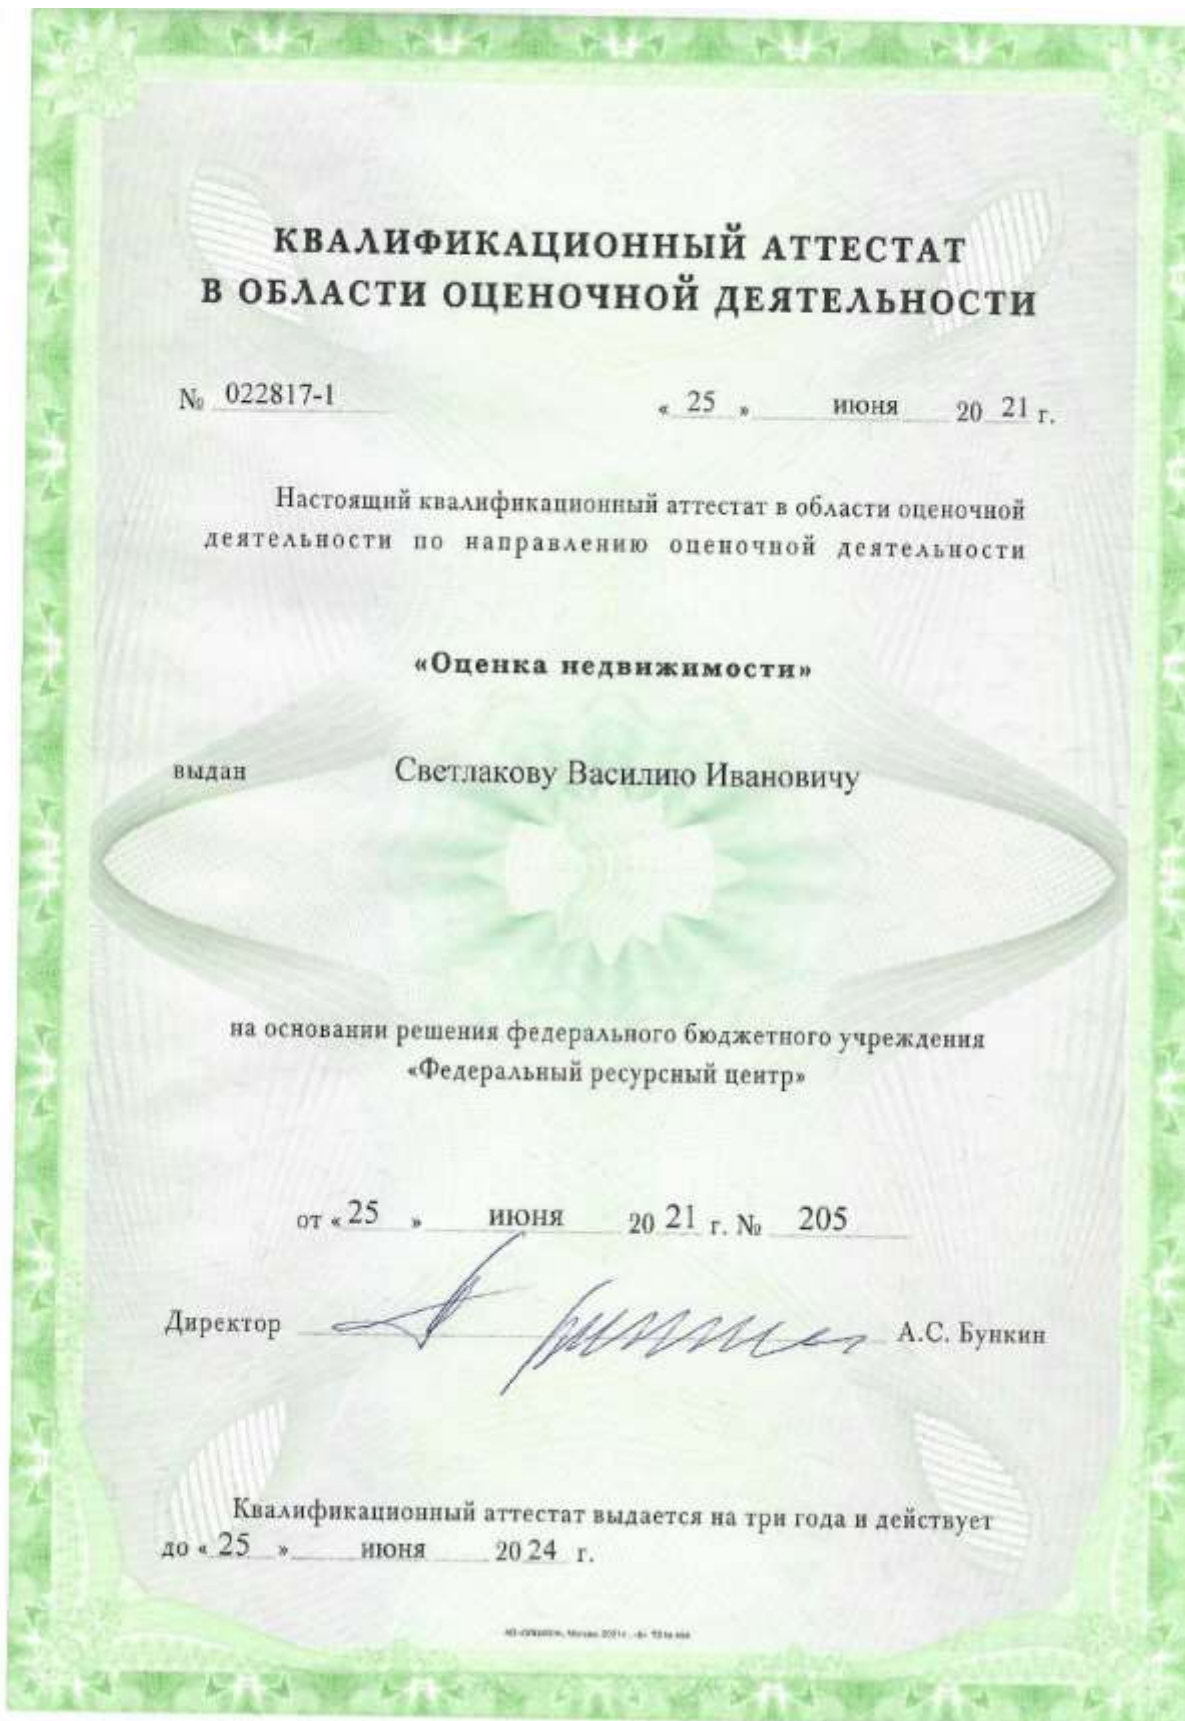 КВАЛИФИКАЦИОННЫЙ АТТЕСТАТ
В ОБЛАСТИ ОЦЕНОЧНОЙ ДЕЯТЕЛЬНОСТИ
№ 022817-1 « 25 » июня 20 21 г.
Настоящий квалификационный аттестат в области оценочной
деятельности по направлению оценочной деятельности
«Оценка недвижимости»
выдан Светлакову Василию Ивановичу
на основании решения федерального бюджетного учреждения
«Федеральный ресурсный центр»
от « 25 » июня 20 21 г. № 205
Директор А.С. Бункин
Квалификационный аттестат выдается на три года и действует
до « 25 » июня 20 24 г.